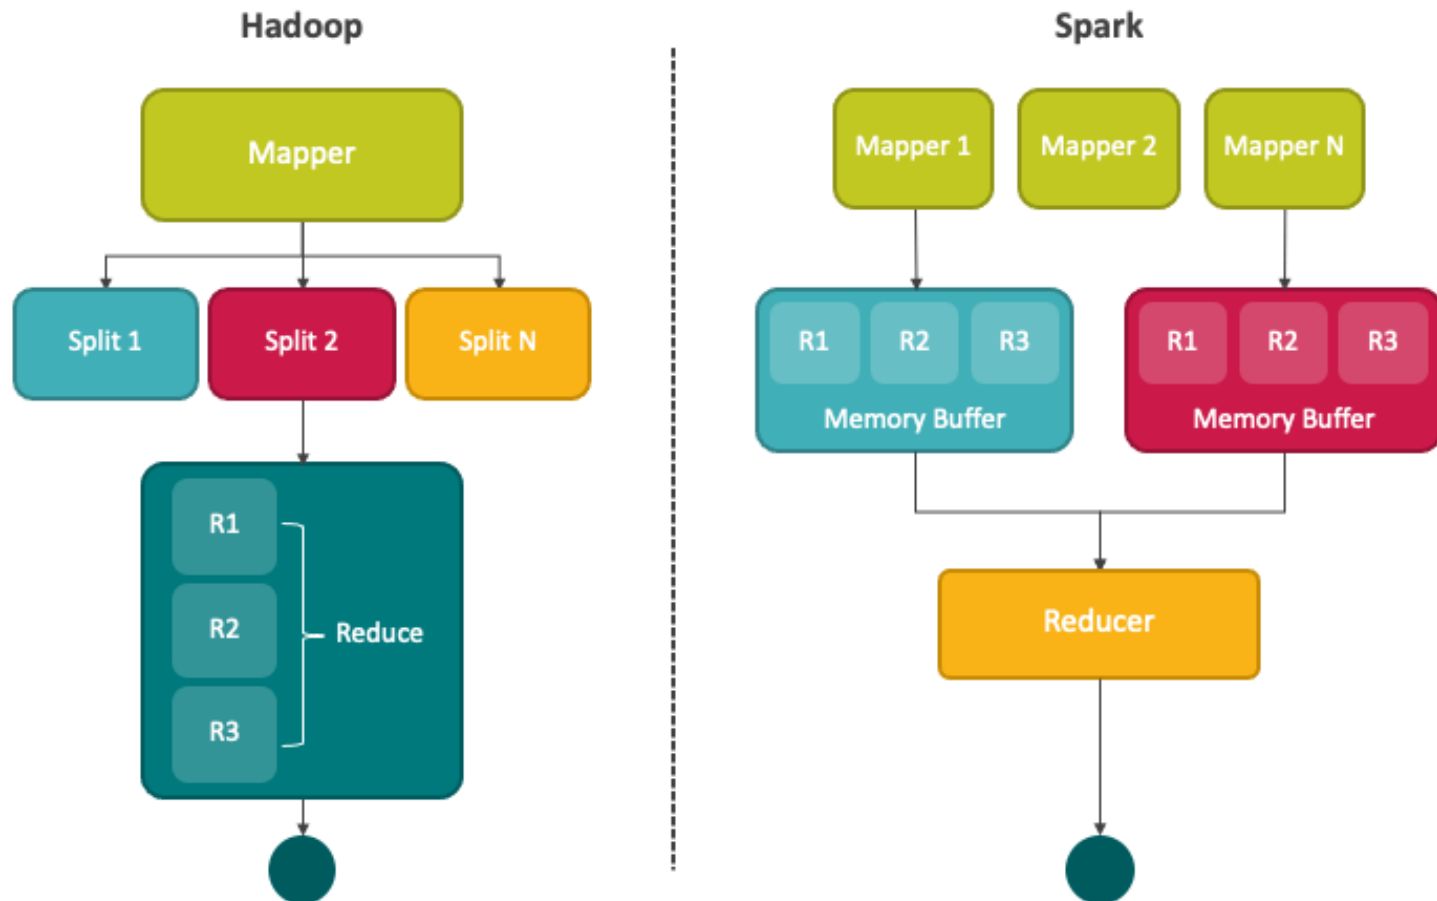 Hadoop
Mapper
Split 1
Split 2
Split N
R1
R2
R3
Reduce
Spark
Mapper 1
Mapper 2
Mapper N
R1
R2
R3
Memory Buffer
R1
R2
R3
Memory Buffer
Reducer